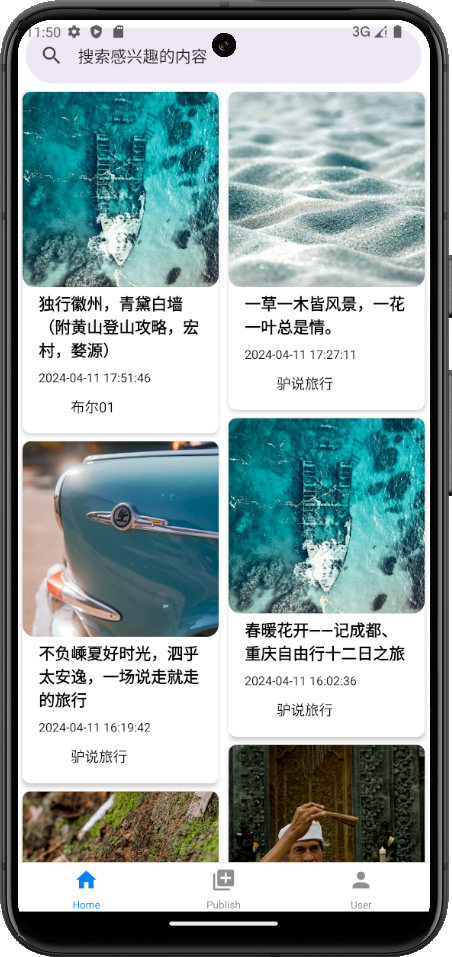 11:50
3G
搜索感兴趣的内容
独行徽州，青黛白墙
（附黄山登山攻略，宏
村，婺源）
2024-04-11 17:51:46
布尔01
一草一木皆风景，一花
一叶总是情。
2024-04-11 17:27:11
驴说旅行
不负嵊夏好时光，泗乎
太安逸，一场说走就走
的旅行
2024-04-11 16:19:42
驴说旅行
春暖花开——记成都、
重庆自由行十二日之旅
2024-04-11 16:02:36
驴说旅行
Home
Publish
User